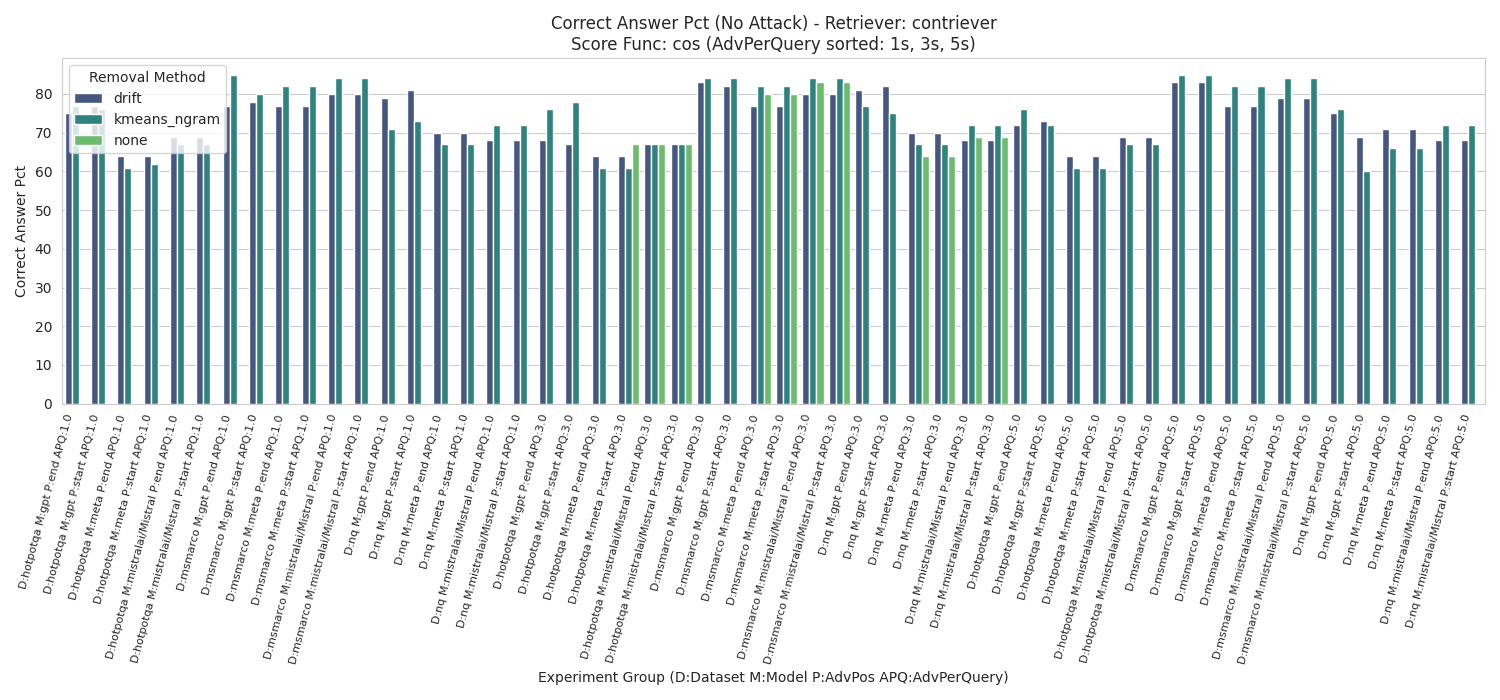 Correct Answer Pct (No Attack) - Retriever: contriever
Score Func: cos (AdvPerQuery sorted: 1s, 3s, 5s)
Removal Method
drift
kmeans_ngram
none
Correct Answer Pct
80
70
60
50
40
30
20
10
0
D:hotpotqa M:gpt P:end APQ:1.0
D:hotpotqa M:gpt P:start APQ:1.0
D:hotpotqa M:meta P:end APQ:1.0
D:hotpotqa M:meta P:start APQ:1.0
D:hotpotqa M:mistralai/Mistral P:end APQ:1.0
D:hotpotqa M:mistralai/Mistral P:start APQ:1.0
D:msmarco M:gpt P:end APQ:1.0
D:msmarco M:gpt P:start APQ:1.0
D:msmarco M:meta P:end APQ:1.0
D:msmarco M:meta P:start APQ:1.0
D:msmarco M:mistralai/Mistral P:end APQ:1.0
D:msmarco M:mistralai/Mistral P:start APQ:1.0
D:nq M:gpt P:end APQ:1.0
D:nq M:gpt P:start APQ:1.0
D:nq M:meta P:end APQ:1.0
D:nq M:meta P:start APQ:1.0
D:nq M:mistralai/Mistral P:end APQ:1.0
D:nq M:mistralai/Mistral P:start APQ:1.0
D:hotpotqa M:gpt P:end APQ:3.0
D:hotpotqa M:gpt P:start APQ:3.0
D:hotpotqa M:meta P:end APQ:3.0
D:hotpotqa M:meta P:start APQ:3.0
D:hotpotqa M:mistralai/Mistral P:end APQ:3.0
D:hotpotqa M:mistralai/Mistral P:start APQ:3.0
D:msmarco M:gpt P:end APQ:3.0
D:msmarco M:gpt P:start APQ:3.0
D:msmarco M:meta P:end APQ:3.0
D:msmarco M:meta P:start APQ:3.0
D:msmarco M:mistralai/Mistral P:end APQ:3.0
D:msmarco M:mistralai/Mistral P:start APQ:3.0
D:nq M:gpt P:end APQ:3.0
D:nq M:gpt P:start APQ:3.0
D:nq M:meta P:end APQ:3.0
D:nq M:meta P:start APQ:3.0
D:nq M:mistralai/Mistral P:end APQ:3.0
D:nq M:mistralai/Mistral P:start APQ:3.0
D:hotpotqa M:gpt P:end APQ:5.0
D:hotpotqa M:gpt P:start APQ:5.0
D:hotpotqa M:meta P:end APQ:5.0
D:hotpotqa M:meta P:start APQ:5.0
D:hotpotqa M:mistralai/Mistral P:end APQ:5.0
D:hotpotqa M:mistralai/Mistral P:start APQ:5.0
D:msmarco M:gpt P:end APQ:5.0
D:msmarco M:gpt P:start APQ:5.0
D:msmarco M:meta P:end APQ:5.0
D:msmarco M:meta P:start APQ:5.0
D:msmarco M:mistralai/Mistral P:end APQ:5.0
D:msmarco M:mistralai/Mistral P:start APQ:5.0
D:nq M:gpt P:end APQ:5.0
D:nq M:gpt P:start APQ:5.0
D:nq M:meta P:end APQ:5.0
D:nq M:meta P:start APQ:5.0
D:nq M:mistralai/Mistral P:end APQ:5.0
D:nq M:mistralai/Mistral P:start APQ:5.0
Experiment Group (D:Dataset M:Model P:AdvPos APQ:AdvPerQuery)